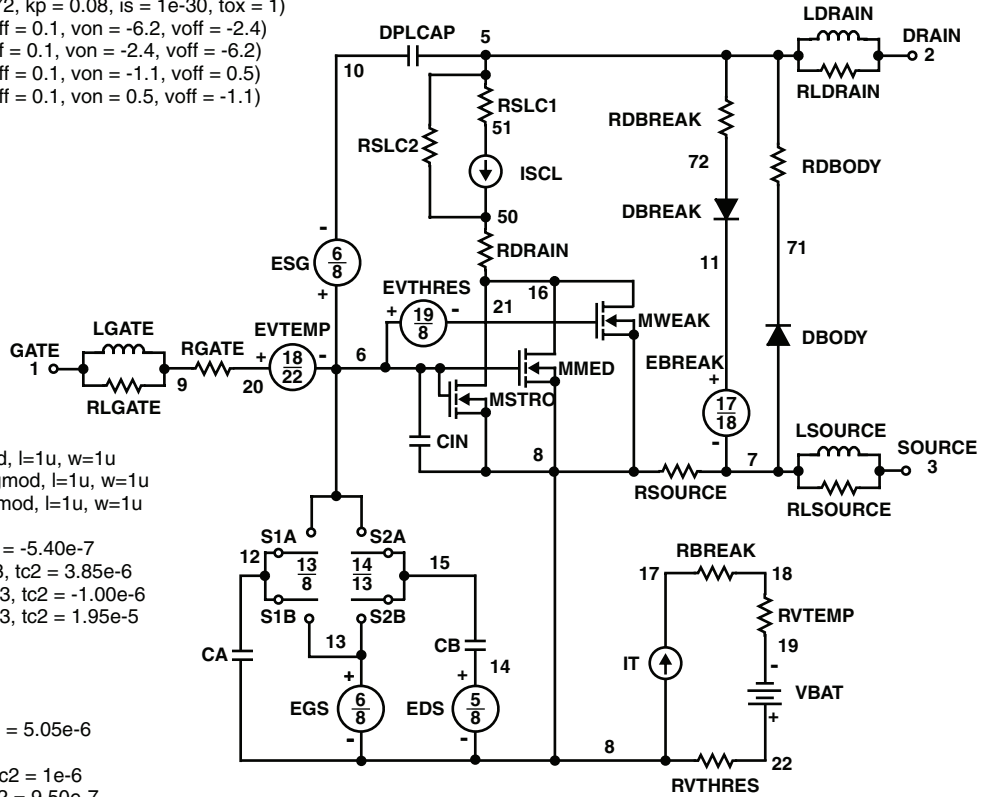 72, kp = 0.08, is = 1e-30, tox = 1)
ff = 0.1, von = -6.2, voff = -2.4)
f = 0.1, von = -2.4, voff = -6.2)
ff = 0.1, von = -1.1, voff = 0.5)
ff = 0.1, von = 0.5, voff = -1.1)
LDRAIN
DPLCAP 5 DRAIN
10 2
RLDRAIN
RSLC1
51
RDBREAK
RSLC2
72 RDBODY
ISCL
DBREAK
50
RDRAIN
71
11
ESG 6/8
EVTHRES
16
21
19/8
MWEAK
LGATE EVTEMP
DBODY
GATE RGATE 6 EBREAK
1 18/22 MMED
9 20
MSTRO
RLGATE
17/18
LSOURCE
CIN
SOURCE
8 7 3
RSOURCE
RLSOURCE
d, l=1u, w=1u
gmod, l=1u, w=1u
mod, l=1u, w=1u
= -5.40e-7
3, tc2 = 3.85e-6
3, tc2 = -1.00e-6
3, tc2 = 1.95e-5
S1A S2A
12 13/8 14/13 15
S1B S2B
RBREAK
17 18
RVTEMP
13
CA CB
19
14
IT
VBAT
EGS 6/8 EDS 5/8
8
22
RVTHRES
= 5.05e-6
c2 = 1e-6
2 = 9.50e-7
+
-
+
-
+
-
+
-
+
-
+
-
-
+